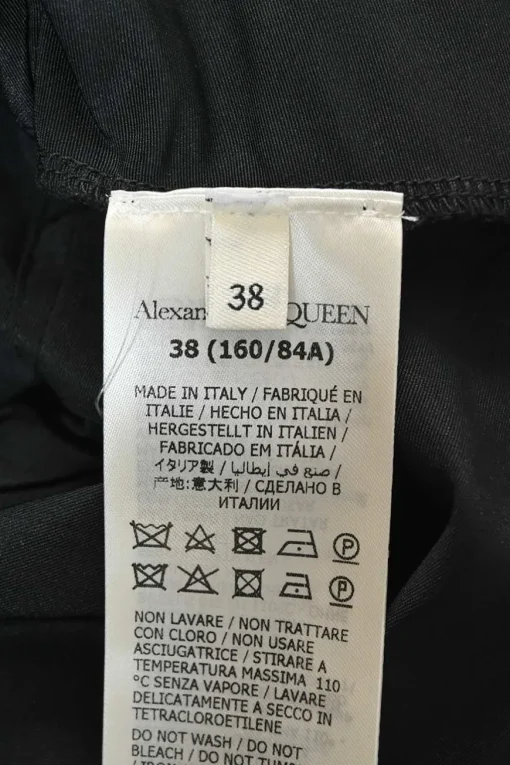 38
Alexan QUEEN
38 (160/84A)
MADE IN ITALY / FABRIQUÉ EN
ITALIE / HECHO EN ITALIA /
HERGESTELLT IN ITALIEN /
FABRICADO EM ITÁLIA /
イタリア製 / صنع في إيطاليا /
产地:意大利 / СДЕЛАНО В
ИТАЛИИ
P
P
NON LAVARE / NON TRATTARE
CON CLORO / NON USARE
ASCIUGATRICE / STIRARE A
TEMPERATURA MASSIMA 110
°C SENZA VAPORE / LAVARE
DELICATAMENTE A SECCO IN
TETRACLOROETILENE
DO NOT WASH / DO NOT
BLEACH / DO NOT TUM